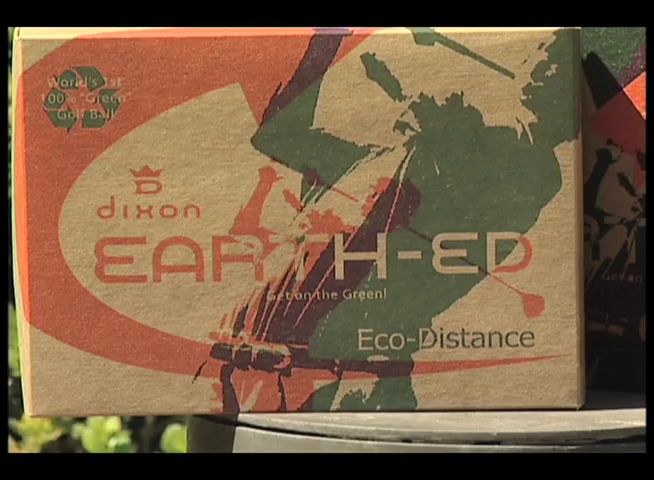 World's 1st
100% "Green"
Golf Ball
dixon
EARTH-ED
Get on the Green!
Eco-Distance